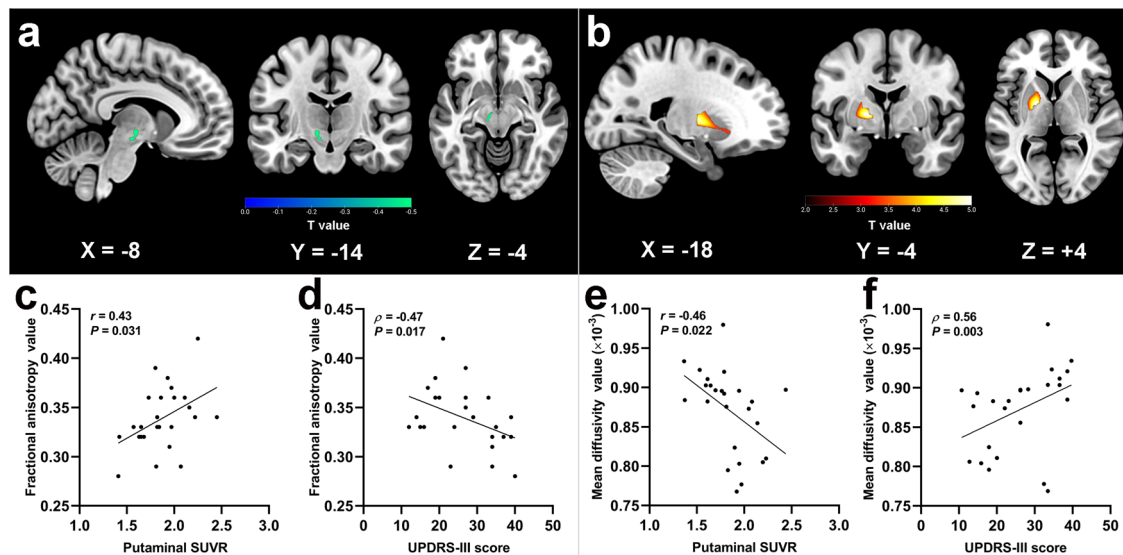 a
0.0 -0.1 -0.2 -0.3 -0.4 -0.5
T value
X = -8 Y = -14 Z = -4
b
2.0 2.5 3.0 3.5 4.0 4.5 5.0
T value
X = -18 Y = -4 Z = +4
c
r = 0.43
P = 0.031
Fractional anisotropy value
0.45
0.40
0.35
0.30
0.25
1.0 1.5 2.0 2.5 3.0
Putaminal SUVR
d
ρ = -0.47
P = 0.017
Fractional anisotropy value
0.45
0.40
0.35
0.30
0.25
0 10 20 30 40 50
UPDRS-III score
e
r = -0.46
P = 0.022
Mean diffusivity value (×10⁻³)
1.00
0.95
0.90
0.85
0.80
0.75
1.0 1.5 2.0 2.5 3.0
Putaminal SUVR
f
ρ = 0.56
P = 0.003
Mean diffusivity value (×10⁻³)
1.00
0.95
0.90
0.85
0.80
0.75
0 10 20 30 40 50
UPDRS-III score